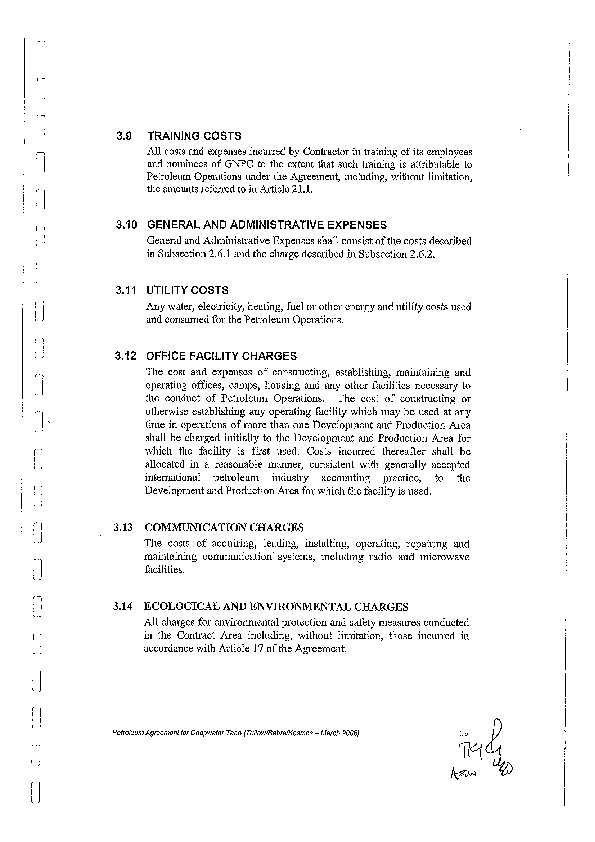 3.9 TRAINING COSTS
All costs and expenses incurred by Contractor in training of its employees
and nominees of GNPC to the extent that such training is attributable to
Petroleum Operations under the Agreement, including, without limitation,
the amounts referred to in Article 21.1.
3.10 GENERAL AND ADMINISTRATIVE EXPENSES
General and Administrative Expenses shall consist of the costs described
in Subsection 2.6.1 and the charge described in Subsection 2.6.2.
3.11 UTILITY COSTS
Any water, electricity, heating, fuel or other energy and utility costs used
and consumed for the Petroleum Operations.
3.12 OFFICE FACILITY CHARGES
The cost and expenses of constructing, establishing, maintaining and
operating offices, camps, housing and any other facilities necessary to
the conduct of Petroleum Operations. The cost of constructing or
otherwise establishing any operating facility which may be used at any
time in operations of more than one Development and Production Area
shall be charged initially to the Development and Production Area for
which the facility is first used. Costs incurred thereafter shall be
allocated in a reasonable manner, consistent with generally accepted
international petroleum industry accounting practice, to the
Development and Production Area for which the facility is used.
3.13 COMMUNICATION CHARGES
The costs of acquiring, leading, installing, operating, repairing and
maintaining communication systems, including radio and microwave
facilities.
3.14 ECOLOGICAL AND ENVIRONMENTAL CHARGES
All charges for environmental protection and safety measures conducted
in the Contract Area including, without limitation, those incurred in
accordance with Article 17 of the Agreement.
Petroleum Agreement for Deepwater Tano (Tullow/Sabre/Kosmos – March 2006)